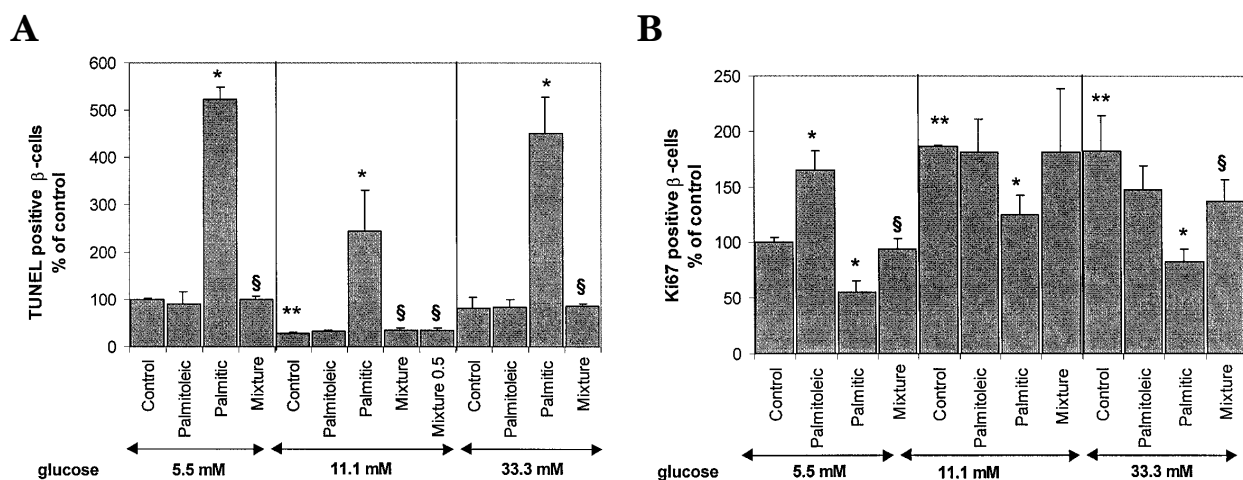 A
TUNEL positive β-cells
% of control
600
500
400
300
200
100
0
*
*
*
**
§
§
§
§
Control
Palmitoleic
Palmitic
Mixture
Control
Palmitoleic
Palmitic
Mixture
Mixture 0.5
Control
Palmitoleic
Palmitic
Mixture
glucose 5.5 mM 11.1 mM 33.3 mM
B
Ki67 positive β-cells
% of control
250
200
150
100
50
0
*
*
§
**
*
**
*
§
Control
Palmitoleic
Palmitic
Mixture
Control
Palmitoleic
Palmitic
Mixture
Control
Palmitoleic
Palmitic
Mixture
glucose 5.5 mM 11.1 mM 33.3 mM